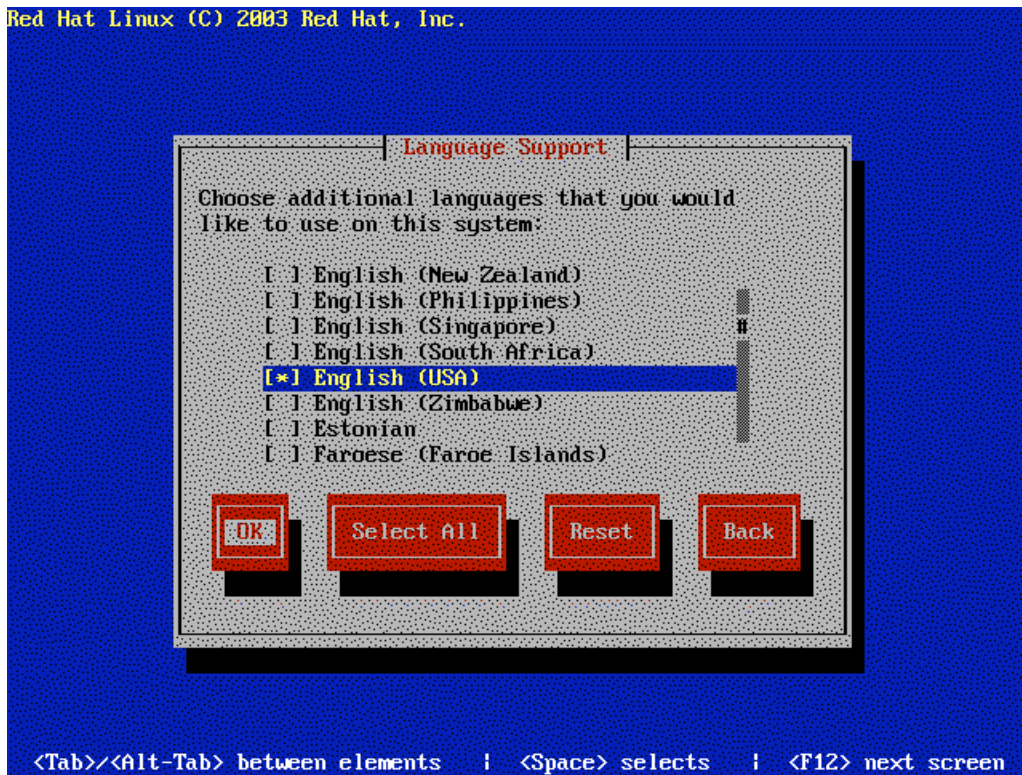 Red Hat Linux (C) 2003 Red Hat, Inc.
Language Support
Choose additional languages that you would
like to use on this system:
[ ] English (New Zealand)
[ ] English (Philippines)
[ ] English (Singapore)
[ ] English (South Africa)
[*] English (USA)
[ ] English (Zimbabwe)
[ ] Estonian
[ ] Faroese (Faroe Islands)
#
OK Select All Reset Back
<Tab>/<Alt-Tab> between elements | <Space> selects | <F12> next screen